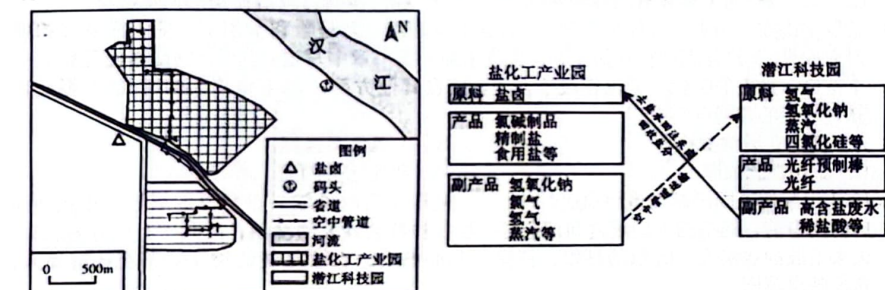 N
汉
江
图例
盐卤
码头
省道
空中管道
河流
盐化工产业园
潜江科技园
0 500m
盐化工产业园
原料 盐卤
产品 氯碱制品
精制盐
食用盐等
副产品 氢氧化钠
氯气
氢气
蒸汽等
空中管道运输
潜江科技园
原料 氢气
氢氧化钠
蒸汽
四氯化硅等
产品 光纤预制棒
光纤
副产品 高含盐废水
稀盐酸等